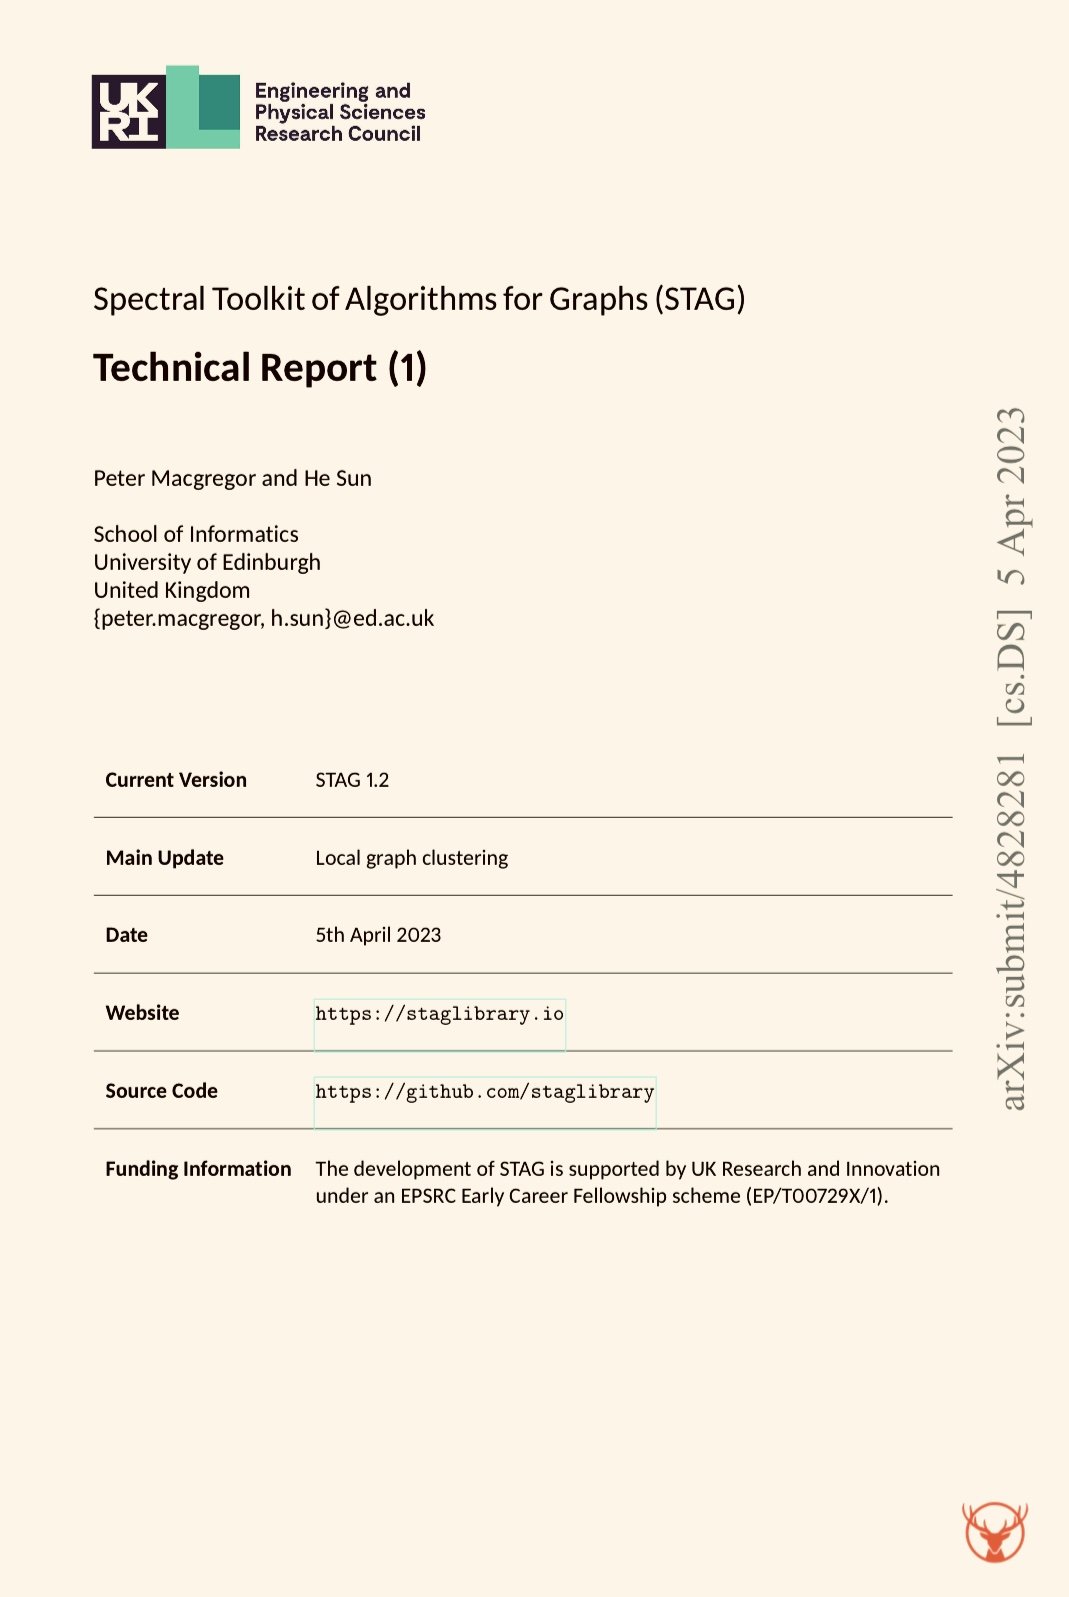 UK
RI
Engineering and
Physical Sciences
Research Council
Spectral Toolkit of Algorithms for Graphs (STAG)
Technical Report (1)
Peter Macgregor and He Sun
School of Informatics
University of Edinburgh
United Kingdom
{peter.macgregor, h.sun}@ed.ac.uk
Current Version STAG 1.2
Main Update Local graph clustering
Date 5th April 2023
Website https://staglibrary.io
Source Code https://github.com/staglibrary
Funding Information The development of STAG is supported by UK Research and Innovation
under an EPSRC Early Career Fellowship scheme (EP/T00729X/1).
arXiv:submit/4828281 [cs.DS] 5 Apr 2023